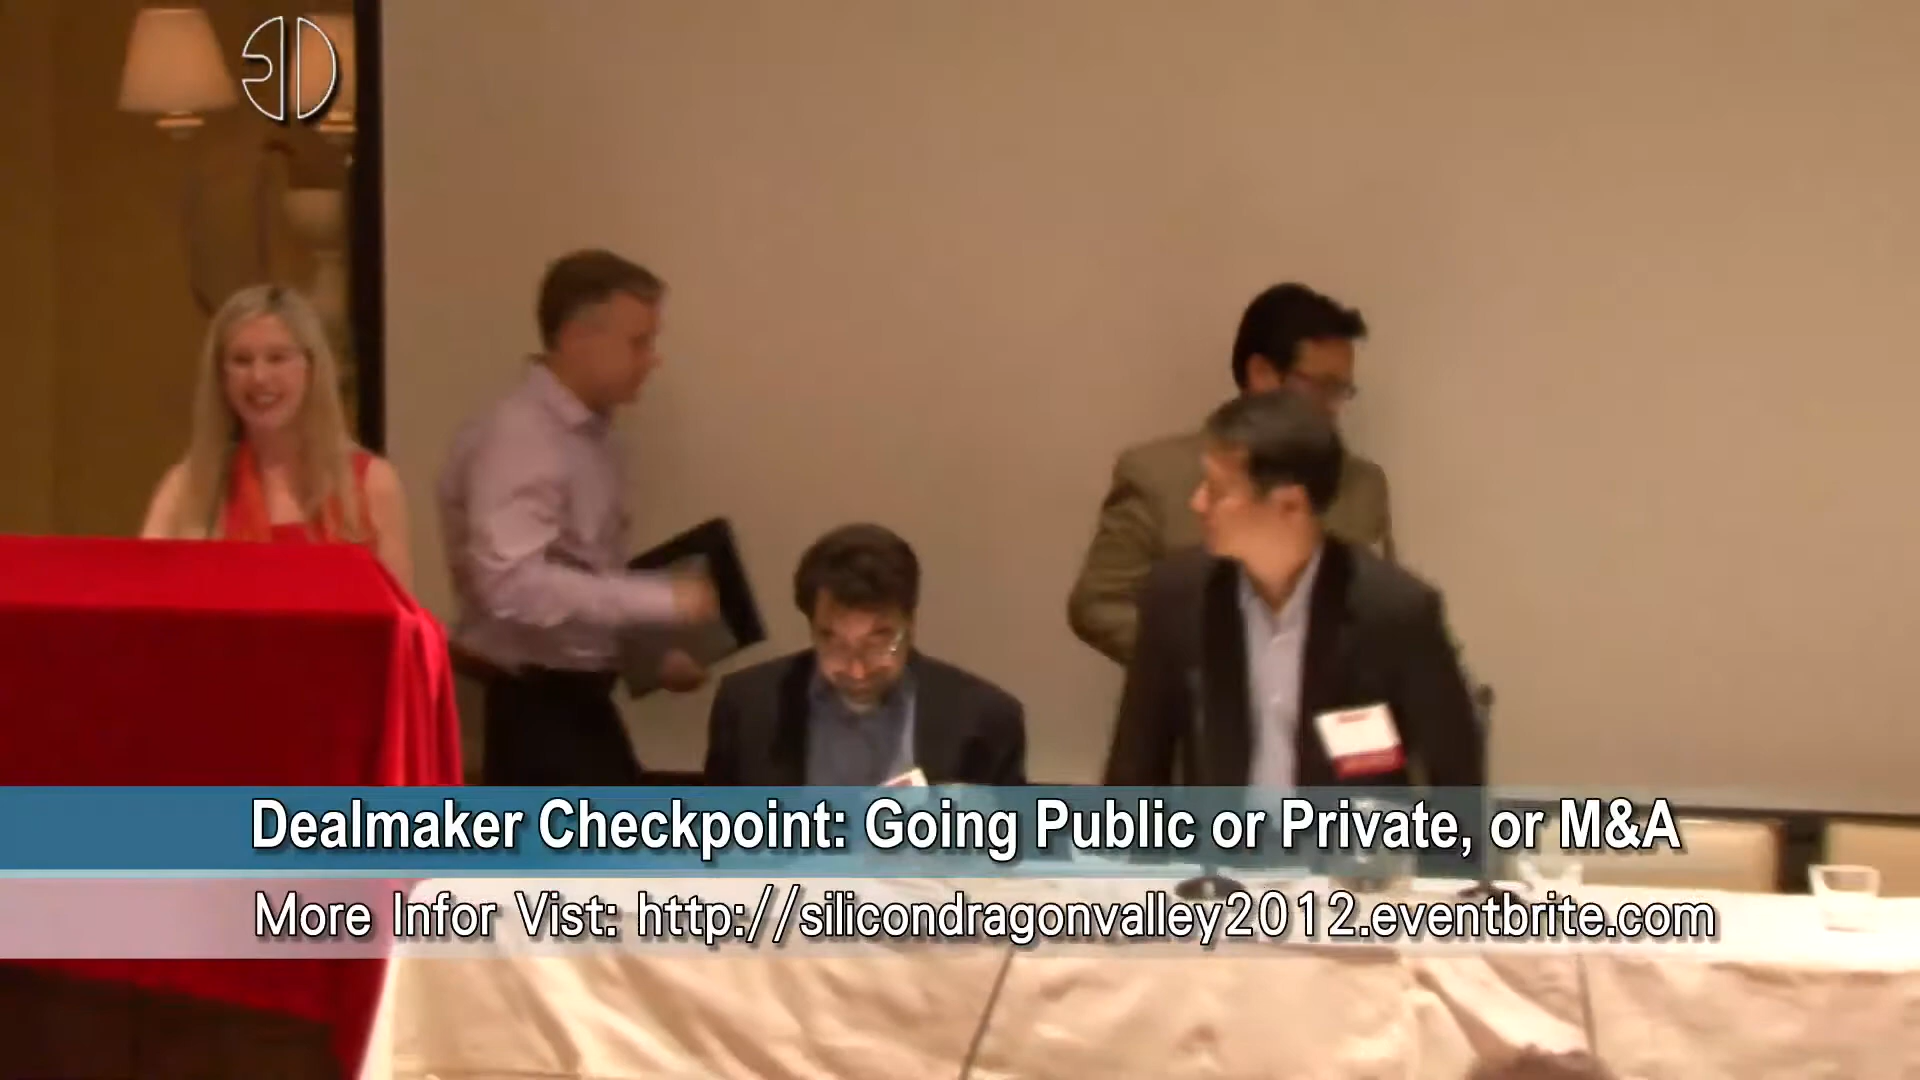 Dealmaker Checkpoint: Going Public or Private, or M&A
More Infor Vist: http://silicondragonvalley2012.eventbrite.com